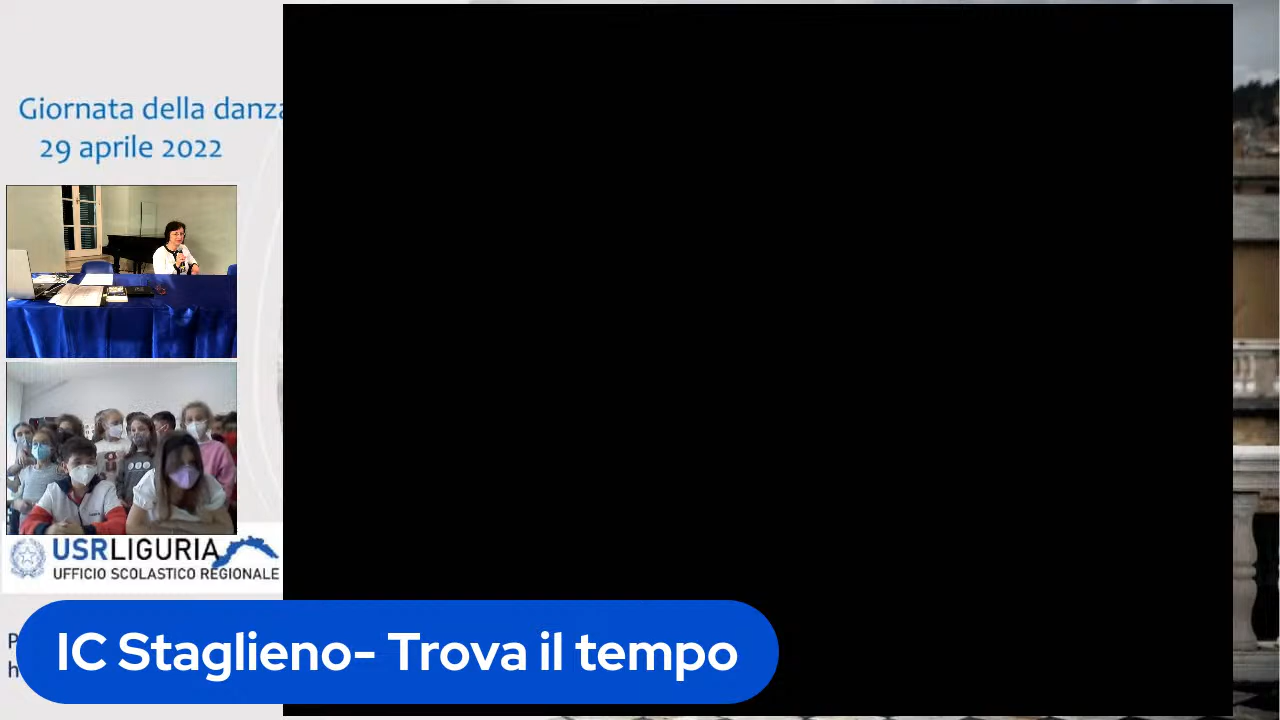 Giornata della danza
29 aprile 2022
USRLIGURIA
UFFICIO SCOLASTICO REGIONALE
IC Staglieno- Trova il tempo